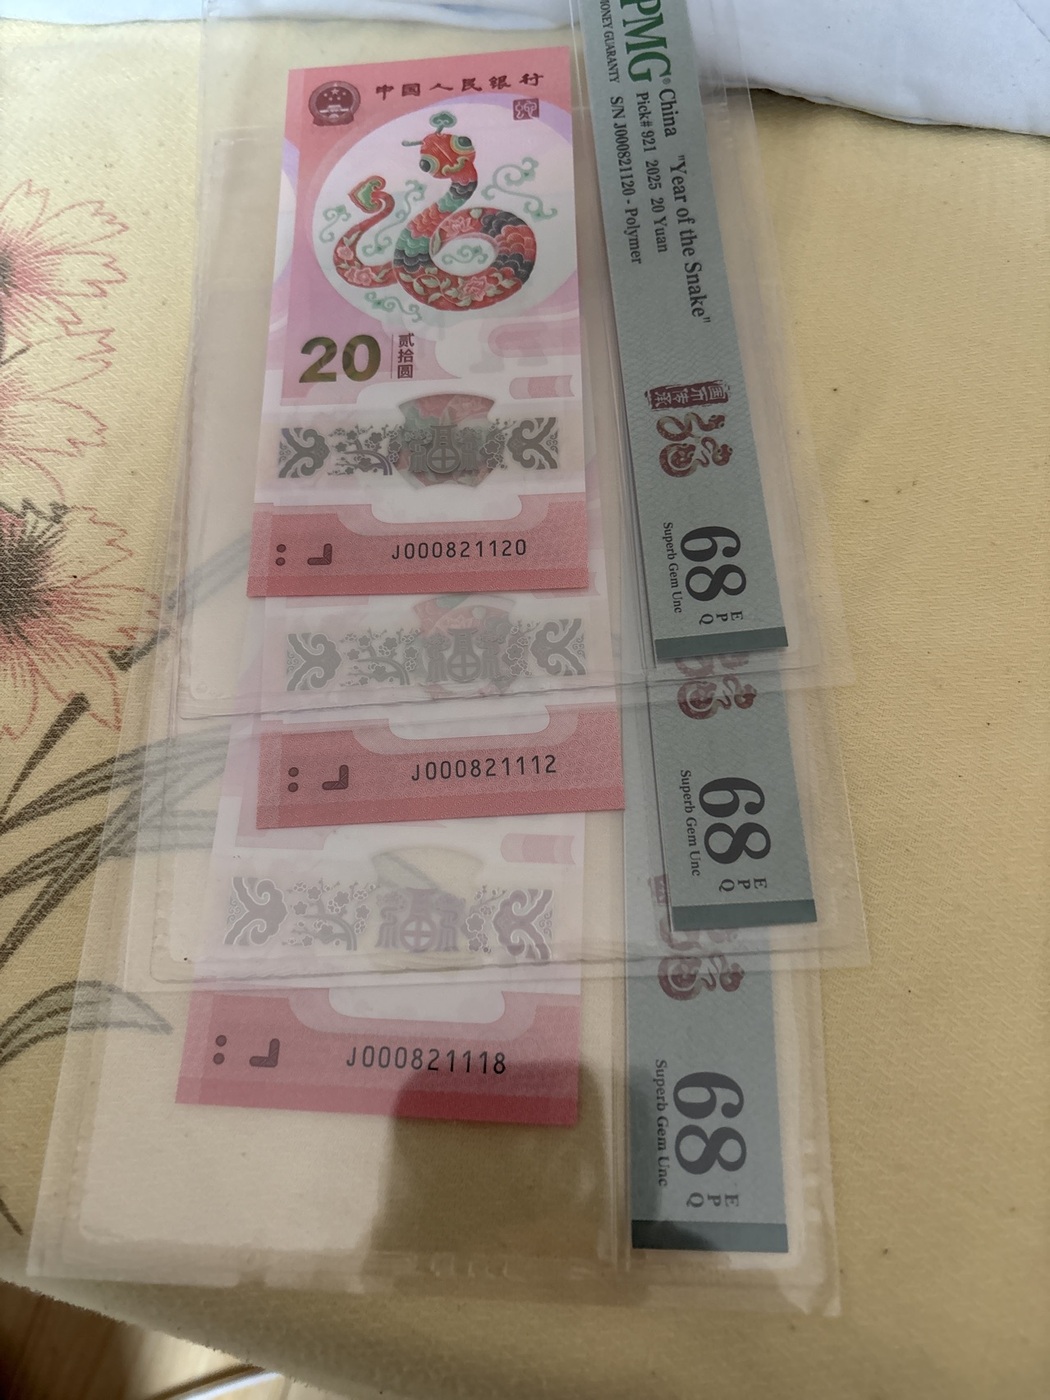 中国人民银行
20
贰拾圆
J000821120
J000821112
J000821118
PMG
MONEY GUARANTY
China "Year of the Snake"
Pick# 921 2025 20 Yuan
S/N J000821120 - Polymer
68 EPQ
Superb Gem Unc
68 EPQ
Superb Gem Unc
68 EPQ
Superb Gem Unc